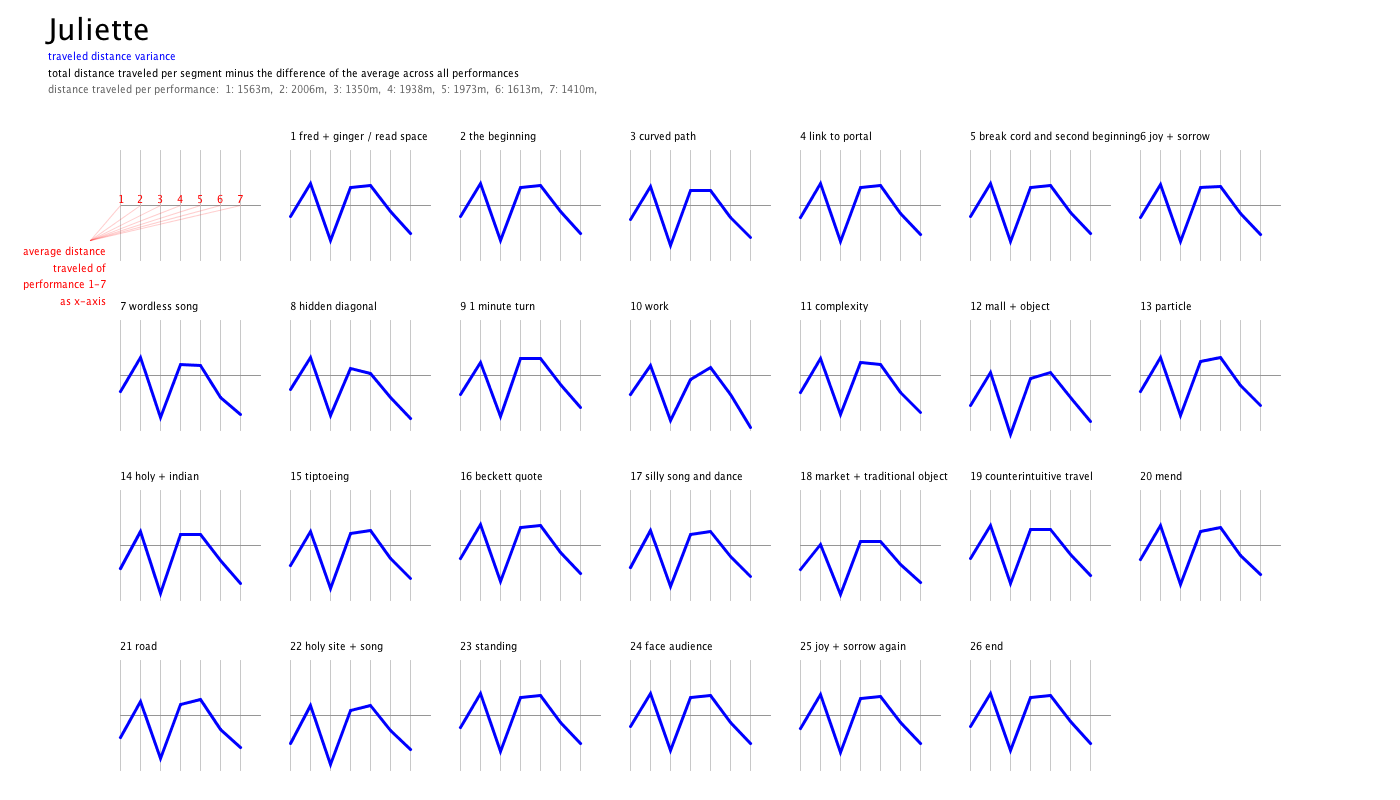 Juliette
traveled distance variance
total distance traveled per segment minus the difference of the average across all performances
distance traveled per performance:  1: 1563m,  2: 2006m,  3: 1350m,  4: 1938m,  5: 1973m,  6: 1613m,  7: 1410m,
1 fred + ginger / read space
2 the beginning
3 curved path
4 link to portal
5 break cord and second beginning
6 joy + sorrow
1 2 3 4 5 6 7
average distance
traveled of
performance 1-7
as x-axis
7 wordless song
8 hidden diagonal
9 1 minute turn
10 work
11 complexity
12 mall + object
13 particle
14 holy + indian
15 tiptoeing
16 beckett quote
17 silly song and dance
18 market + traditional object
19 counterintuitive travel
20 mend
21 road
22 holy site + song
23 standing
24 face audience
25 joy + sorrow again
26 end